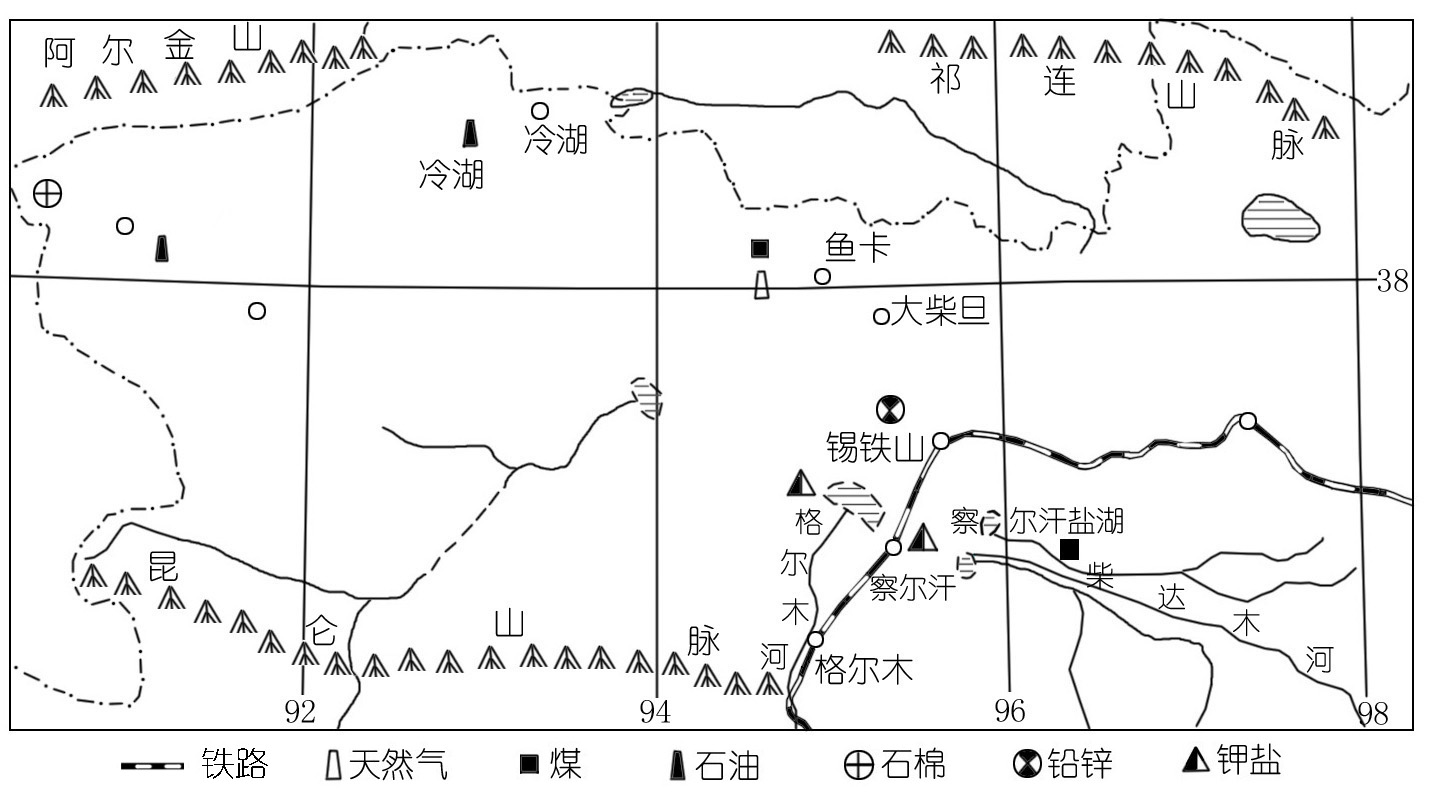 阿尔金山
祁连山脉
冷湖
冷湖
鱼卡
38
大柴旦
锡铁山
察尔汗盐湖
格尔木河
察尔汗
柴达木河
昆仑山脉
格尔木
92
94
96
98
铁路
天然气
煤
石油
石棉
铅锌
钾盐